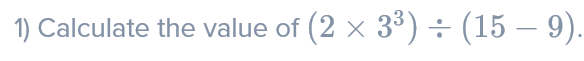 1) Calculate the value of (2 × 3³) ÷ (15 − 9).